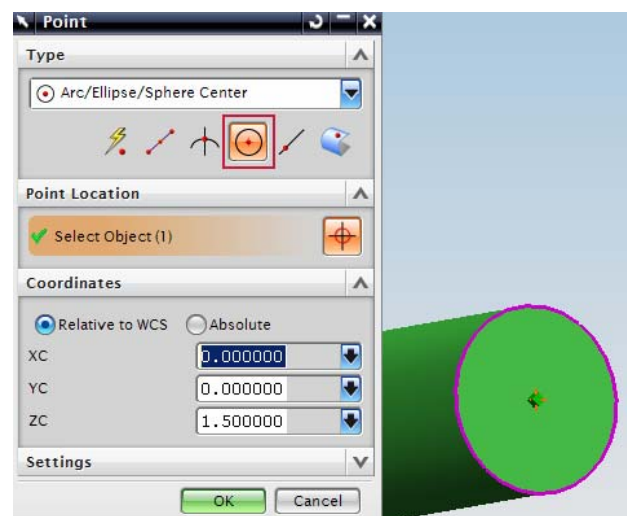 Point
Type
Arc/Ellipse/Sphere Center
Point Location
Select Object (1)
Coordinates
Relative to WCS Absolute
XC 0.000000
YC 0.000000
ZC 1.500000
Settings
OK Cancel